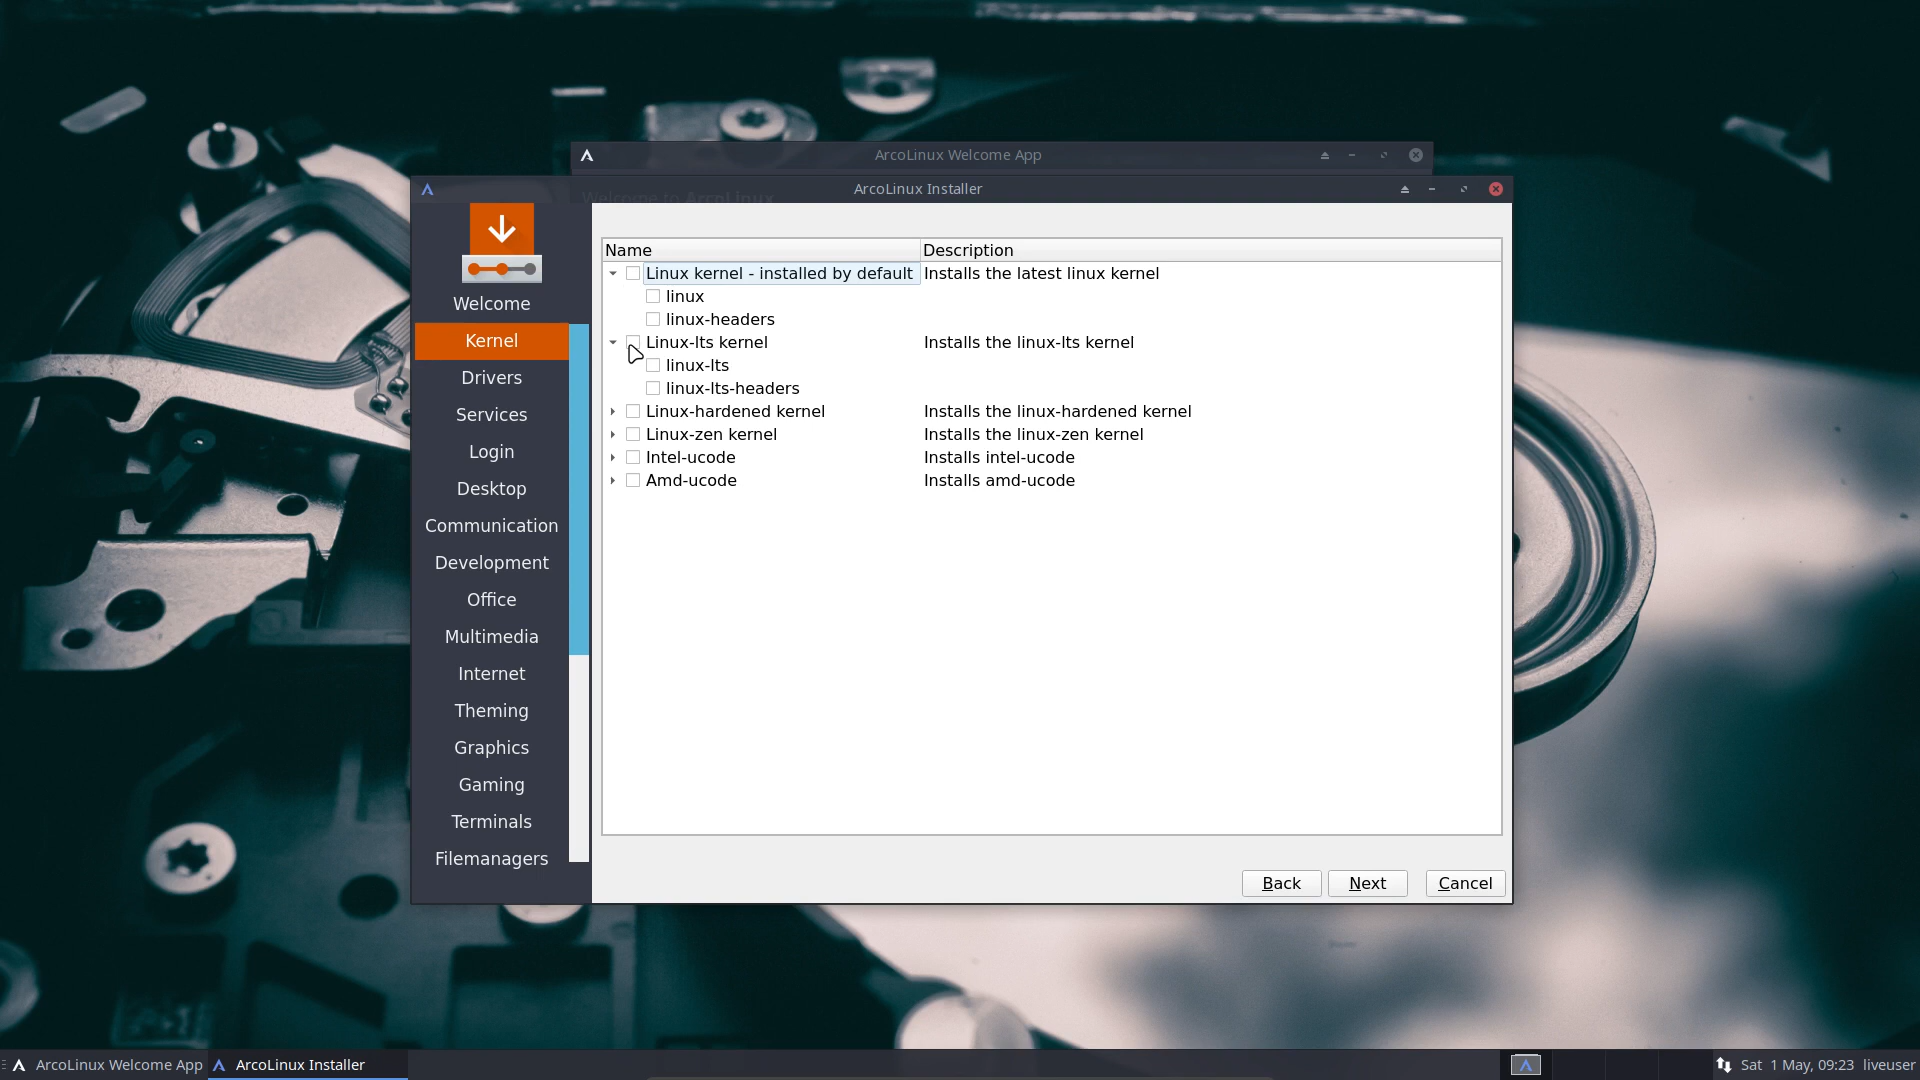 ArcoLinux Welcome App
Welcome to ArcoLinux
ArcoLinux Installer
Welcome
Kernel
Drivers
Services
Login
Desktop
Communication
Development
Office
Multimedia
Internet
Theming
Graphics
Gaming
Terminals
Filemanagers
Name Description
Linux kernel - installed by default Installs the latest linux kernel
linux
linux-headers
Linux-lts kernel Installs the linux-lts kernel
linux-lts
linux-lts-headers
Linux-hardened kernel Installs the linux-hardened kernel
Linux-zen kernel Installs the linux-zen kernel
Intel-ucode Installs intel-ucode
Amd-ucode Installs amd-ucode
Back Next Cancel
ArcoLinux Welcome App ArcoLinux Installer Sat 1 May, 09:23 liveuser